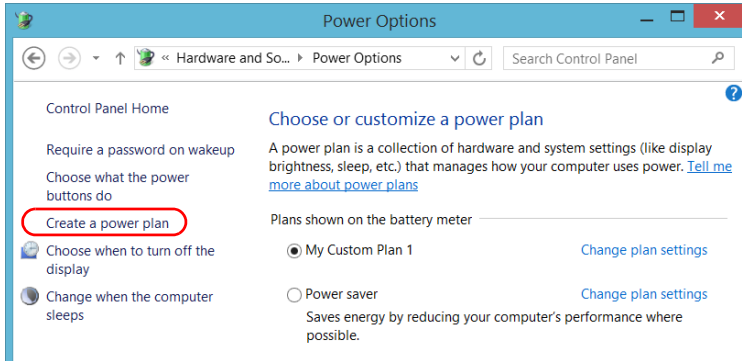 Power Options
« Hardware and So... Power Options
Search Control Panel
Control Panel Home
Require a password on wakeup
Choose what the power
buttons do
Create a power plan
Choose when to turn off the
display
Change when the computer
sleeps
Choose or customize a power plan
A power plan is a collection of hardware and system settings (like display
brightness, sleep, etc.) that manages how your computer uses power. Tell me
more about power plans
Plans shown on the battery meter
My Custom Plan 1 Change plan settings
Power saver Change plan settings
Saves energy by reducing your computer's performance where
possible.